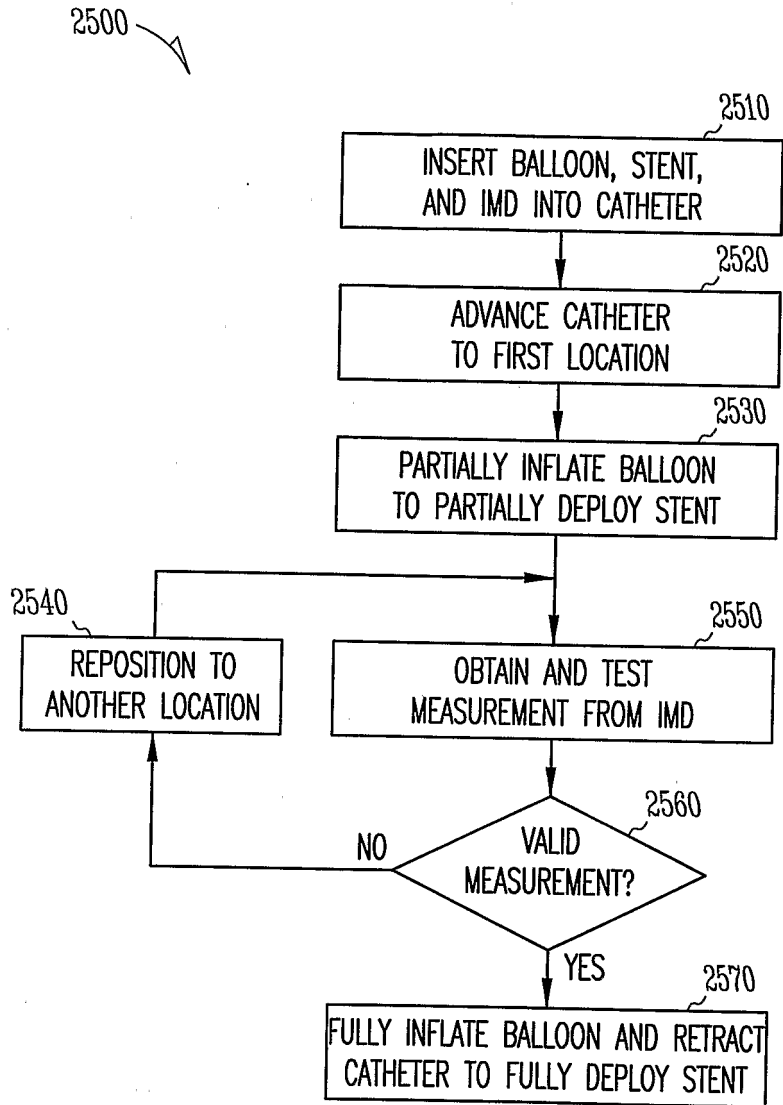 2500
2510
INSERT BALLOON, STENT,
AND IMD INTO CATHETER
2520
ADVANCE CATHETER
TO FIRST LOCATION
2530
PARTIALLY INFLATE BALLOON
TO PARTIALLY DEPLOY STENT
2540
REPOSITION TO
ANOTHER LOCATION
2550
OBTAIN AND TEST
MEASUREMENT FROM IMD
2560
VALID
MEASUREMENT?
NO
YES
2570
FULLY INFLATE BALLOON AND RETRACT
CATHETER TO FULLY DEPLOY STENT